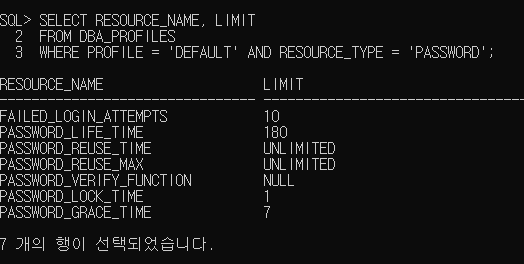 SQL> SELECT RESOURCE_NAME, LIMIT
  2  FROM DBA_PROFILES
  3  WHERE PROFILE = 'DEFAULT' AND RESOURCE_TYPE = 'PASSWORD';
RESOURCE_NAME                    LIMIT
-------------------------------- --------------------------------
FAILED_LOGIN_ATTEMPTS            10
PASSWORD_LIFE_TIME               180
PASSWORD_REUSE_TIME              UNLIMITED
PASSWORD_REUSE_MAX               UNLIMITED
PASSWORD_VERIFY_FUNCTION         NULL
PASSWORD_LOCK_TIME               1
PASSWORD_GRACE_TIME              7
7 개의 행이 선택되었습니다.